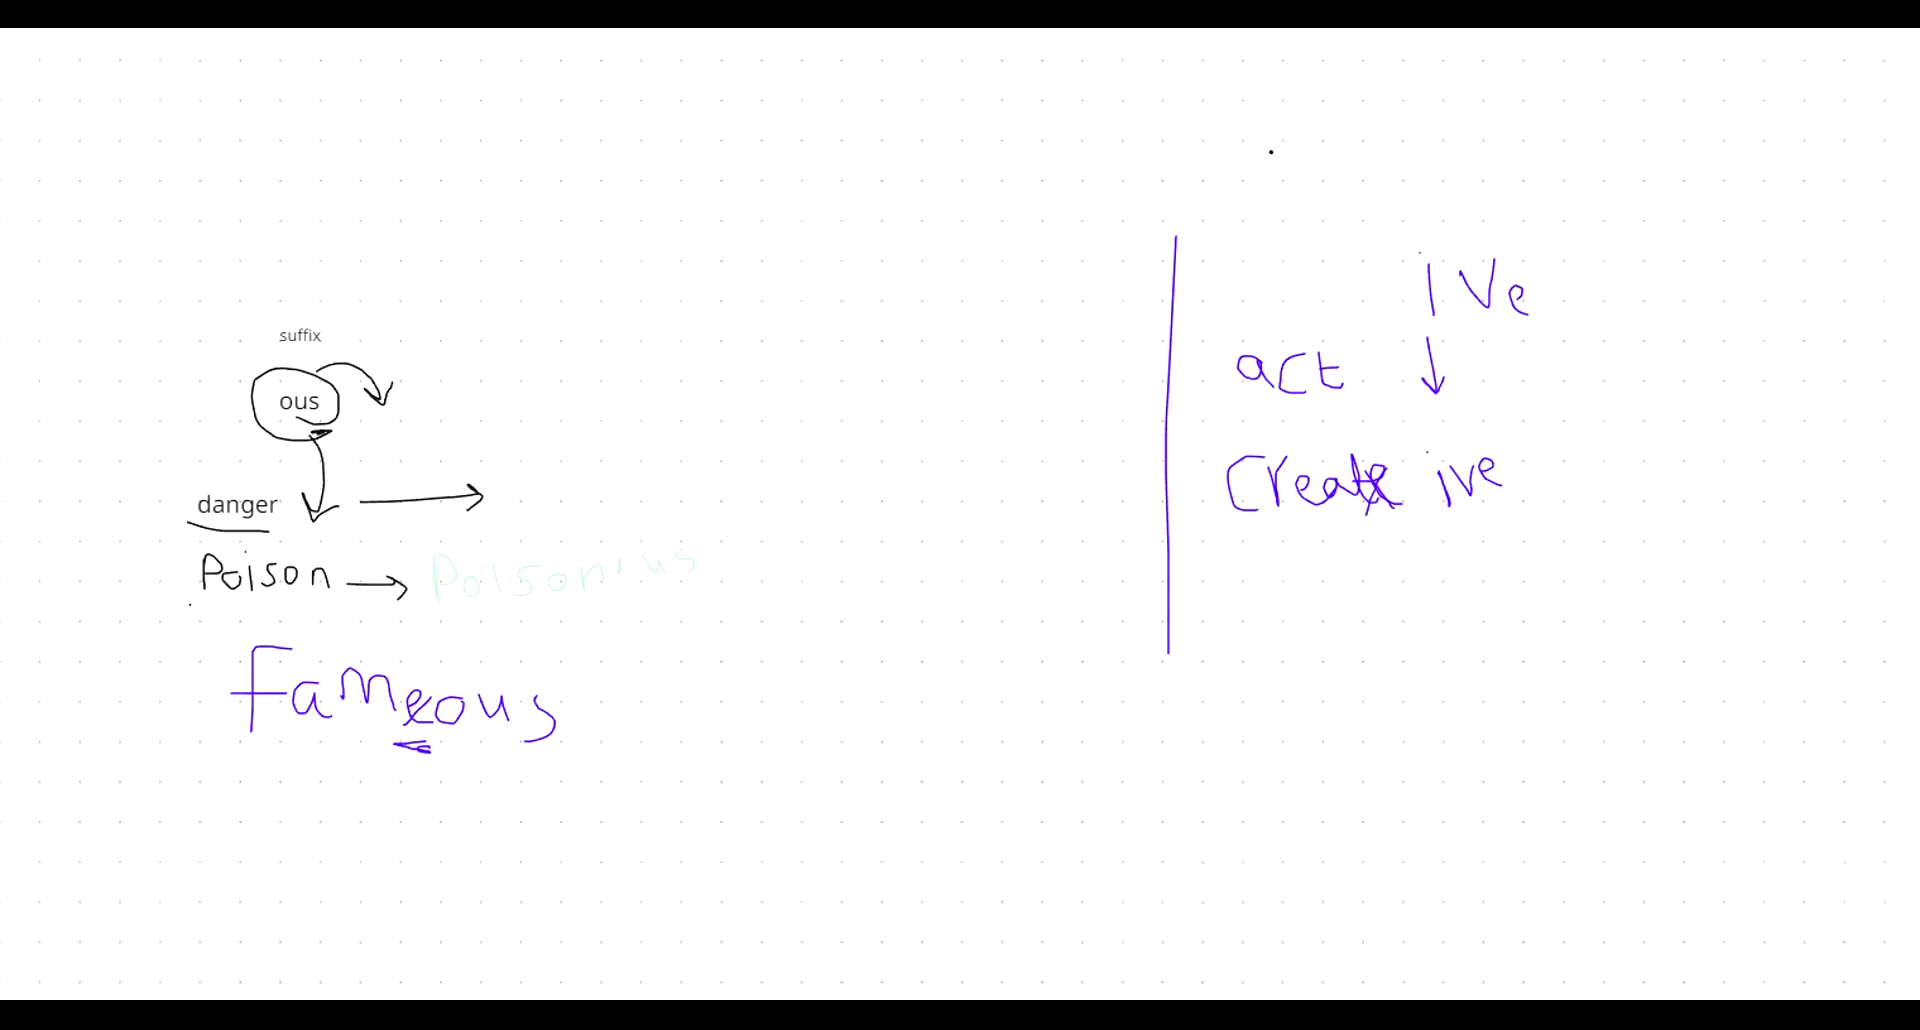 suffix
ous
danger
Poison → Poisonius
Fameous
Ive
act
Create ive